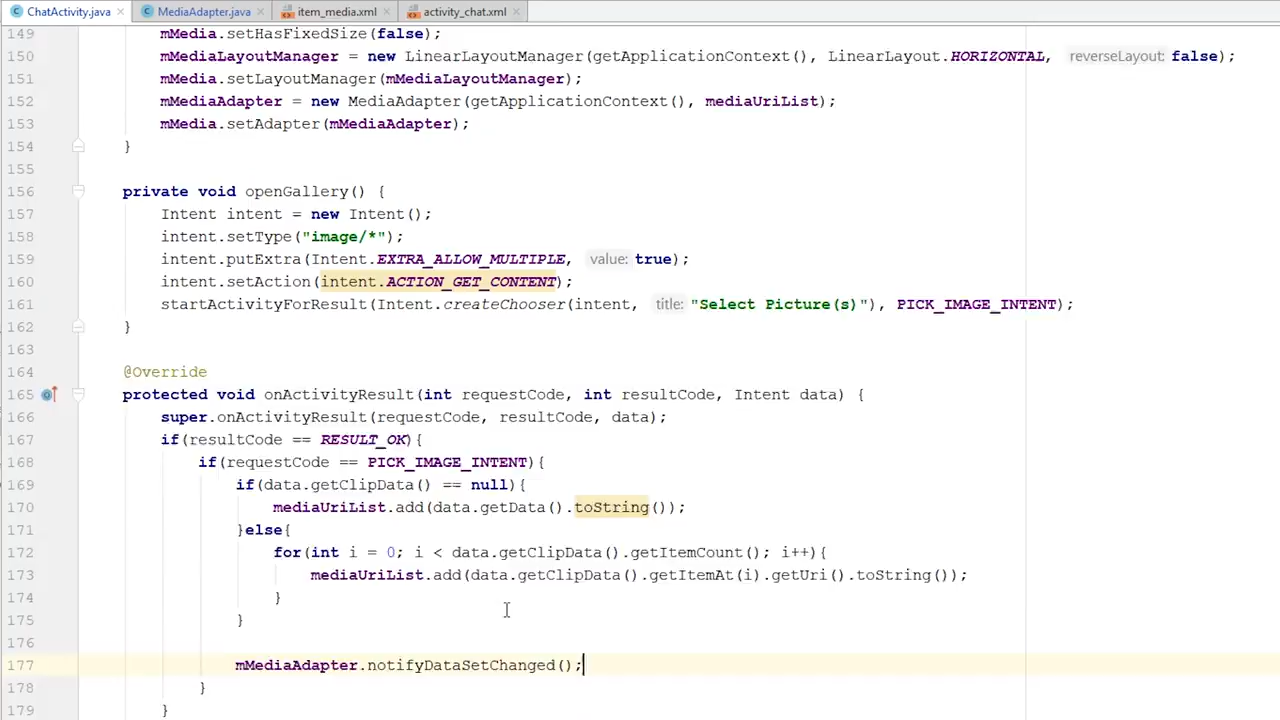 ChatActivity.java × MediaAdapter.java × item_media.xml × activity_chat.xml ×
149 mMedia.setHasFixedSize(false);
150 mMediaLayoutManager = new LinearLayoutManager(getApplicationContext(), LinearLayout.HORIZONTAL, reverseLayout: false);
151 mMedia.setLayoutManager(mMediaLayoutManager);
152 mMediaAdapter = new MediaAdapter(getApplicationContext(), mediaUriList);
153 mMedia.setAdapter(mMediaAdapter);
154 }
155
156 private void openGallery() {
157 Intent intent = new Intent();
158 intent.setType("image/*");
159 intent.putExtra(Intent.EXTRA_ALLOW_MULTIPLE, value: true);
160 intent.setAction(intent.ACTION_GET_CONTENT);
161 startActivityForResult(Intent.createChooser(intent, title: "Select Picture(s)"), PICK_IMAGE_INTENT);
162 }
163
164 @Override
165 protected void onActivityResult(int requestCode, int resultCode, Intent data) {
166 super.onActivityResult(requestCode, resultCode, data);
167 if(resultCode == RESULT_OK){
168 if(requestCode == PICK_IMAGE_INTENT){
169 if(data.getClipData() == null){
170 mediaUriList.add(data.getData().toString());
171 }else{
172 for(int i = 0; i < data.getClipData().getItemCount(); i++){
173 mediaUriList.add(data.getClipData().getItemAt(i).getUri().toString());
174 }
175 }
176
177 mMediaAdapter.notifyDataSetChanged();
178 }
179 }